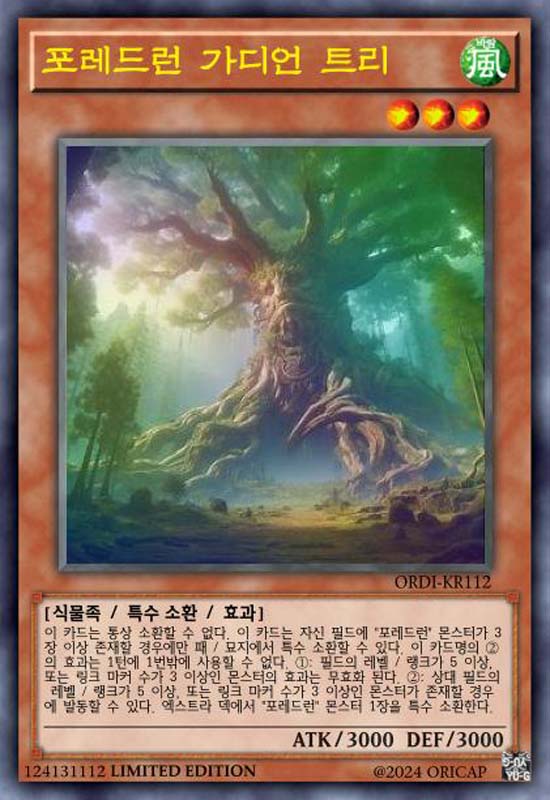 포레드런 가디언 트리
바람
風
ORDI-KR112
[식물족 / 특수 소환 / 효과]
이 카드는 통상 소환할 수 없다. 이 카드는 자신 필드에 "포레드런" 몬스터가 3
장 이상 존재할 경우에만 패 / 묘지에서 특수 소환할 수 있다. 이 카드명의 ②
의 효과는 1턴에 1번밖에 사용할 수 없다. ①: 필드의 레벨 / 랭크가 5 이상,
또는 링크 마커 수가 3 이상인 몬스터의 효과는 무효화 된다. ②: 상대 필드의
레벨 / 랭크가 5 이상, 또는 링크 마커 수가 3 이상인 몬스터가 존재할 경우
에 발동할 수 있다. 엑스트라 덱에서 "포레드런" 몬스터 1장을 특수 소환한다.
ATK/3000 DEF/3000
124131112 LIMITED EDITION
@2024 ORICAP